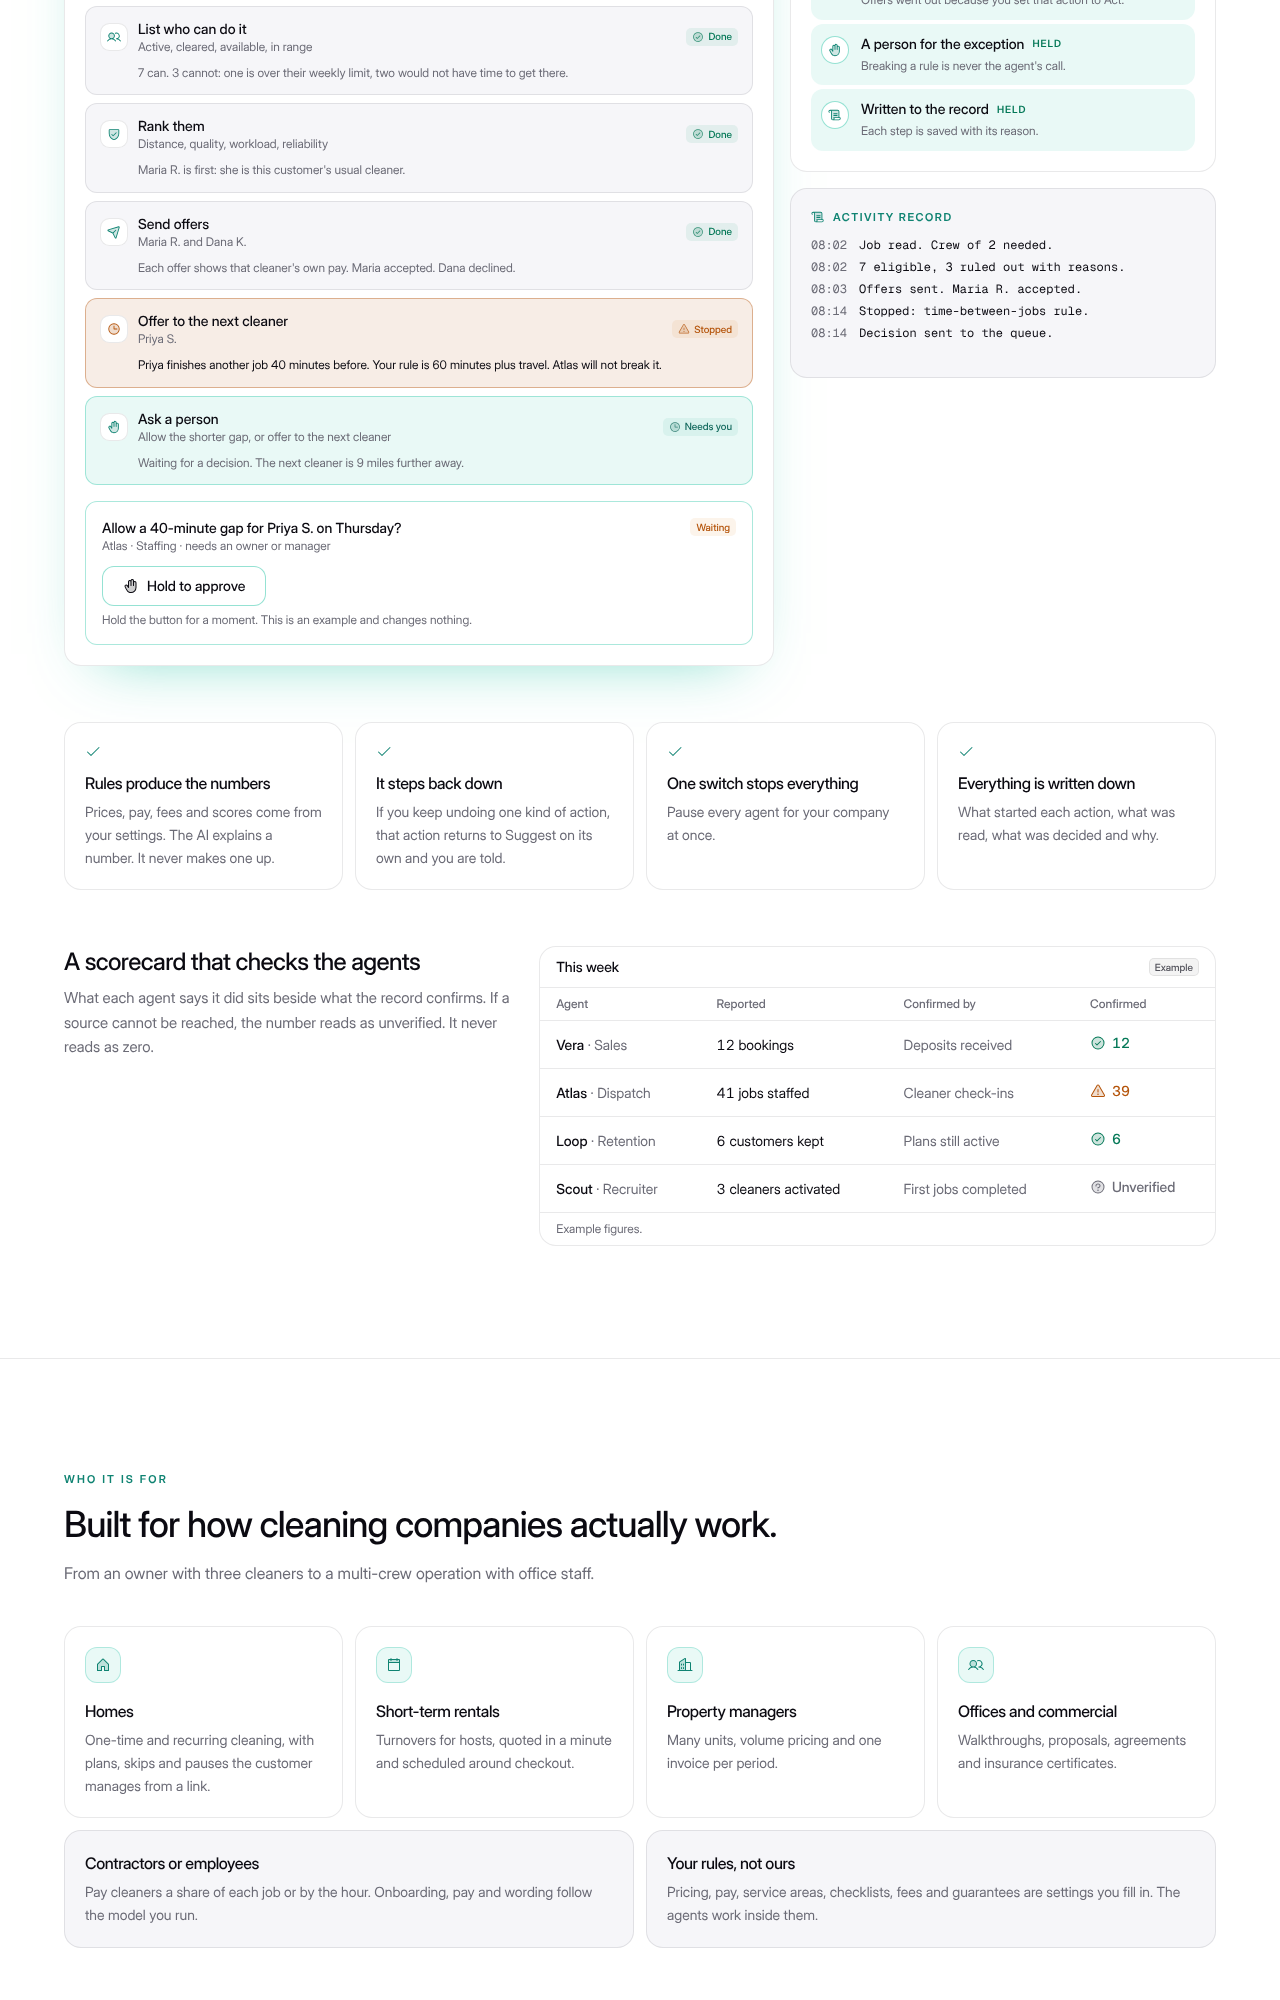 List who can do it
Active, cleared, available, in range
Done
7 can. 3 cannot: one is over their weekly limit, two would not have time to get there.
Rank them
Distance, quality, workload, reliability
Done
Maria R. is first: she is this customer's usual cleaner.
Send offers
Maria R. and Dana K.
Done
Each offer shows that cleaner's own pay. Maria accepted. Dana declined.
Offer to the next cleaner
Priya S.
Stopped
Priya finishes another job 40 minutes before. Your rule is 60 minutes plus travel. Atlas will not break it.
Ask a person
Allow the shorter gap, or offer to the next cleaner
Needs you
Waiting for a decision. The next cleaner is 9 miles further away.
Allow a 40-minute gap for Priya S. on Thursday?
Atlas · Staffing · needs an owner or manager
Waiting
Hold to approve
Hold the button for a moment. This is an example and changes nothing.
Offers went out because you set that action to Act.
A person for the exception HELD
Breaking a rule is never the agent's call.
Written to the record HELD
Each step is saved with its reason.
ACTIVITY RECORD
08:02 Job read. Crew of 2 needed.
08:02 7 eligible, 3 ruled out with reasons.
08:03 Offers sent. Maria R. accepted.
08:14 Stopped: time-between-jobs rule.
08:14 Decision sent to the queue.
Rules produce the numbers
Prices, pay, fees and scores come from
your settings. The AI explains a
number. It never makes one up.
It steps back down
If you keep undoing one kind of action,
that action returns to Suggest on its
own and you are told.
One switch stops everything
Pause every agent for your company
at once.
Everything is written down
What started each action, what was
read, what was decided and why.
A scorecard that checks the agents
What each agent says it did sits beside what the record confirms. If a
source cannot be reached, the number reads as unverified. It never
reads as zero.
This week
Example
Agent Reported Confirmed by Confirmed
Vera · Sales 12 bookings Deposits received 12
Atlas · Dispatch 41 jobs staffed Cleaner check-ins 39
Loop · Retention 6 customers kept Plans still active 6
Scout · Recruiter 3 cleaners activated First jobs completed Unverified
Example figures.
WHO IT IS FOR
Built for how cleaning companies actually work.
From an owner with three cleaners to a multi-crew operation with office staff.
Homes
One-time and recurring cleaning, with
plans, skips and pauses the customer
manages from a link.
Short-term rentals
Turnovers for hosts, quoted in a minute
and scheduled around checkout.
Property managers
Many units, volume pricing and one
invoice per period.
Offices and commercial
Walkthroughs, proposals, agreements
and insurance certificates.
Contractors or employees
Pay cleaners a share of each job or by the hour. Onboarding, pay and wording follow
the model you run.
Your rules, not ours
Pricing, pay, service areas, checklists, fees and guarantees are settings you fill in. The
agents work inside them.